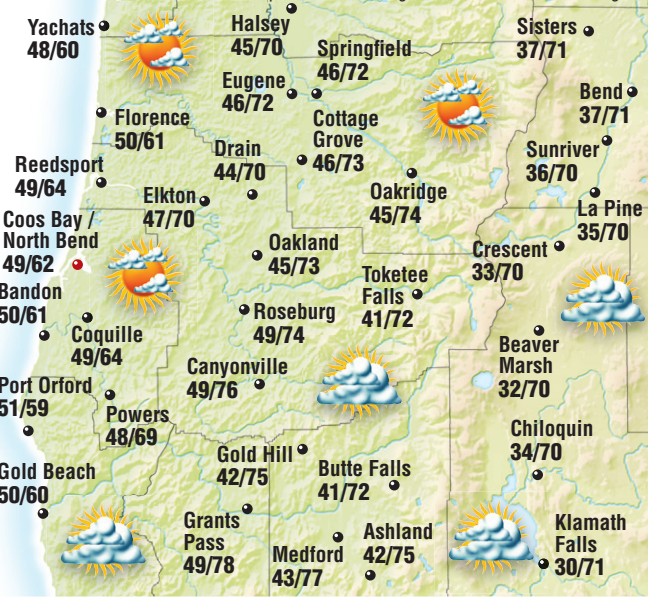 Yachats
48/60
Halsey
45/70
Springfield
46/72
Sisters
37/71
Eugene
46/72
Bend
37/71
Florence
50/61
Cottage
Grove
46/73
Drain
44/70
Sunriver
36/70
Reedsport
49/64
Elkton
47/70
Oakridge
45/74
La Pine
35/70
Coos Bay /
North Bend
49/62
Oakland
45/73
Crescent
33/70
Toketee
Falls
41/72
Bandon
50/61
Roseburg
49/74
Coquille
49/64
Beaver
Marsh
32/70
Canyonville
49/76
Port Orford
51/59
Powers
48/69
Chiloquin
34/70
Gold Hill
42/75
Butte Falls
41/72
Gold Beach
50/60
Grants
Pass
49/78
Medford
43/77
Ashland
42/75
Klamath
Falls
30/71